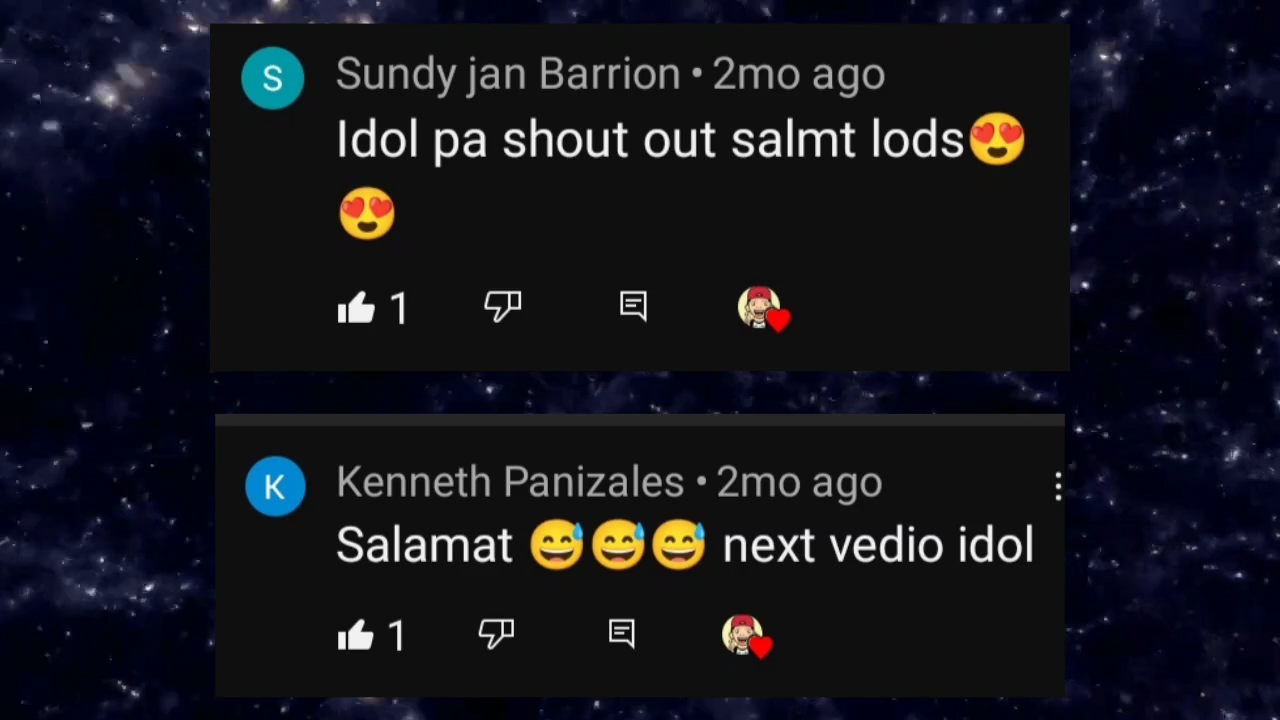 S
Sundy jan Barrion • 2mo ago
Idol pa shout out salmt lods😍
😍
1
K
Kenneth Panizales • 2mo ago
Salamat 😅😅😅 next vedio idol
1